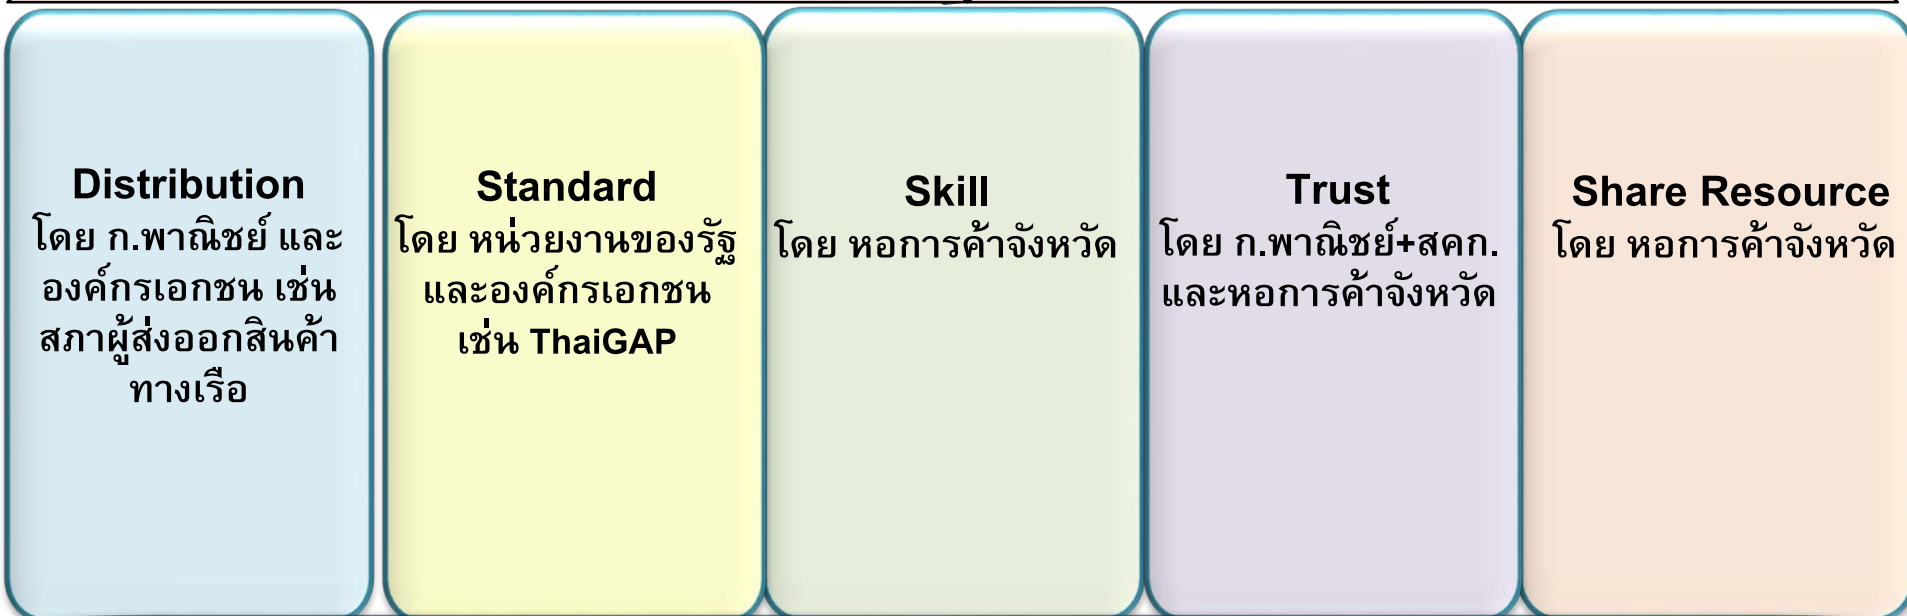 Distribution
โดย ก.พาณิชย์ และ
องค์กรเอกชน เช่น
สภาผู้ส่งออกสินค้า
ทางเรือ
Standard
โดย หน่วยงานของรัฐ
และองค์กรเอกชน
เช่น ThaiGAP
Skill
โดย หอการค้าจังหวัด
Trust
โดย ก.พาณิชย์+สคก.
และหอการค้าจังหวัด
Share Resource
โดย หอการค้าจังหวัด